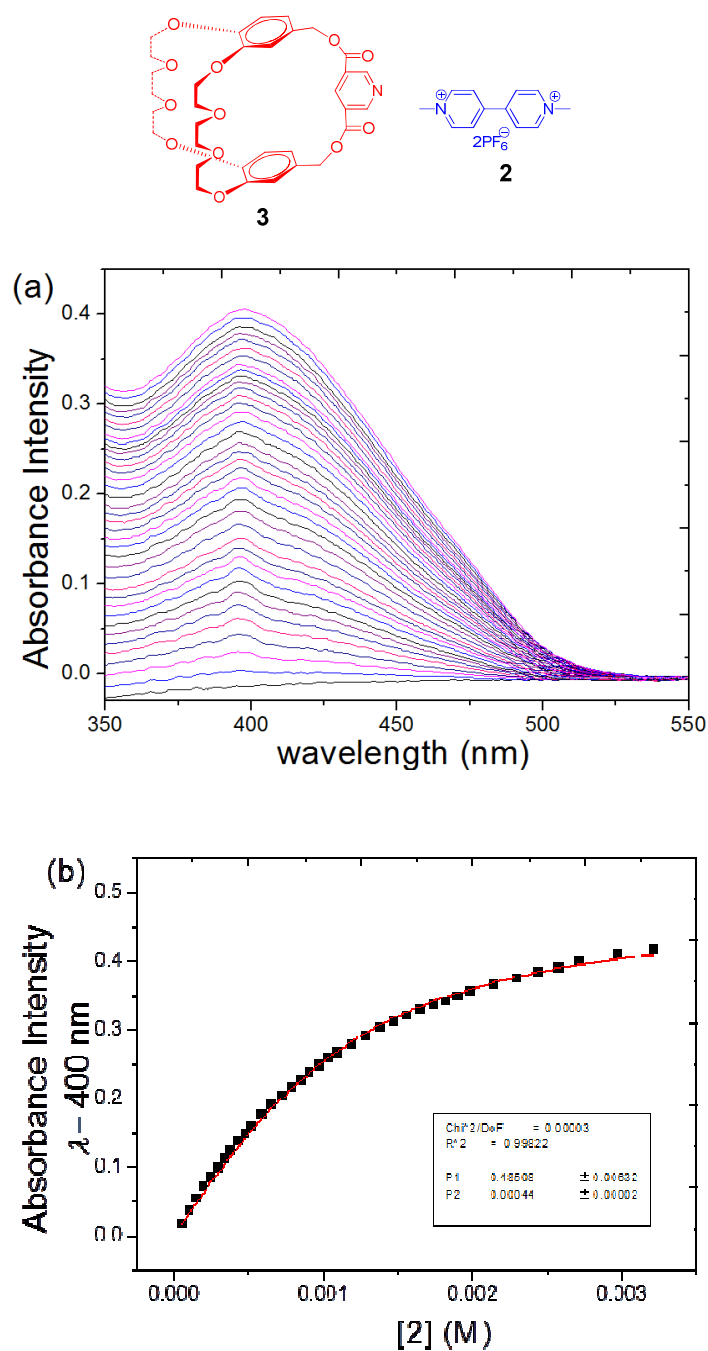 O O O O O O O O O O O O N
N + + N 2PF6 ⊖
3 2
(a)
Absorbance Intensity
0.4
0.3
0.2
0.1
0.0
350 400 450 500 550
wavelength (nm)
(b)
Absorbance Intensity
λ – 400 nm
0.5
0.4
0.3
0.2
0.1
0.0
Chi^2/DoF = 0.00003
R^2 = 0.99822
P1 ±0.00632
P2 0.00044 ±0.00002
0.000 0.001 0.002 0.003
[2] (M)